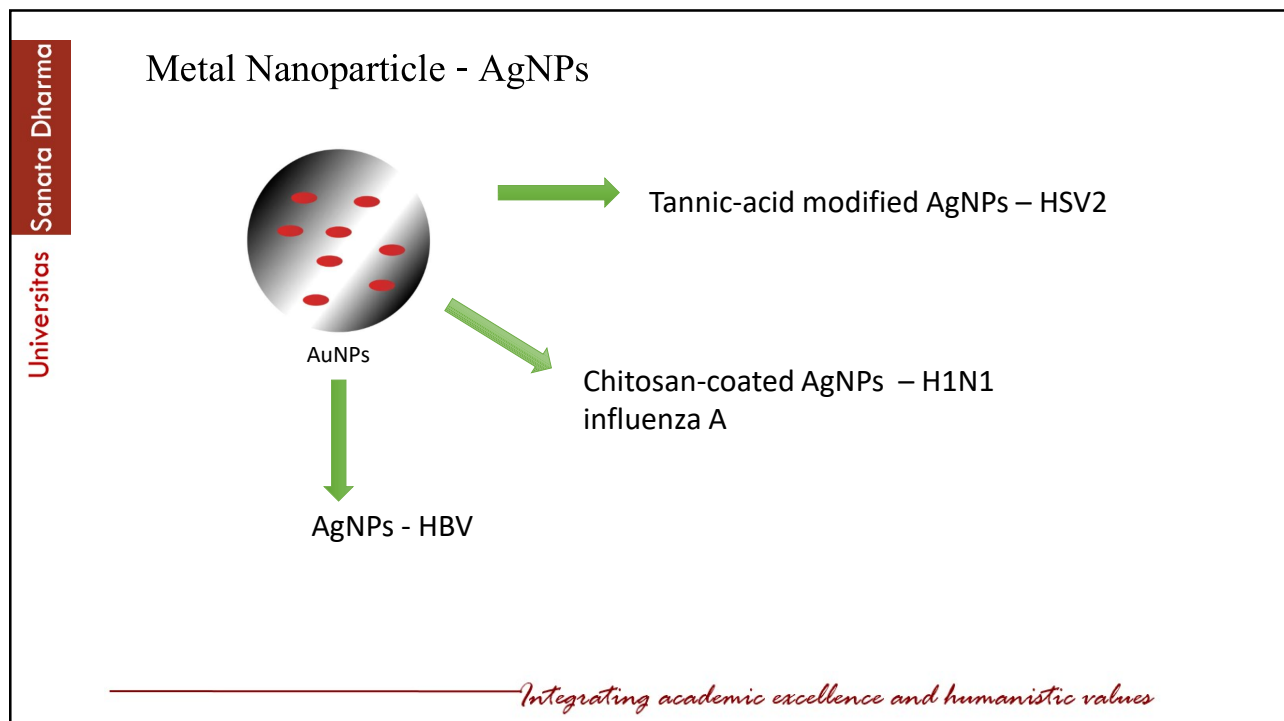 Universitas Sanata Dharma
Metal Nanoparticle - AgNPs
Tannic-acid modified AgNPs – HSV2
AuNPs
Chitosan-coated AgNPs – H1N1
influenza A
AgNPs - HBV
Integrating academic excellence and humanistic values